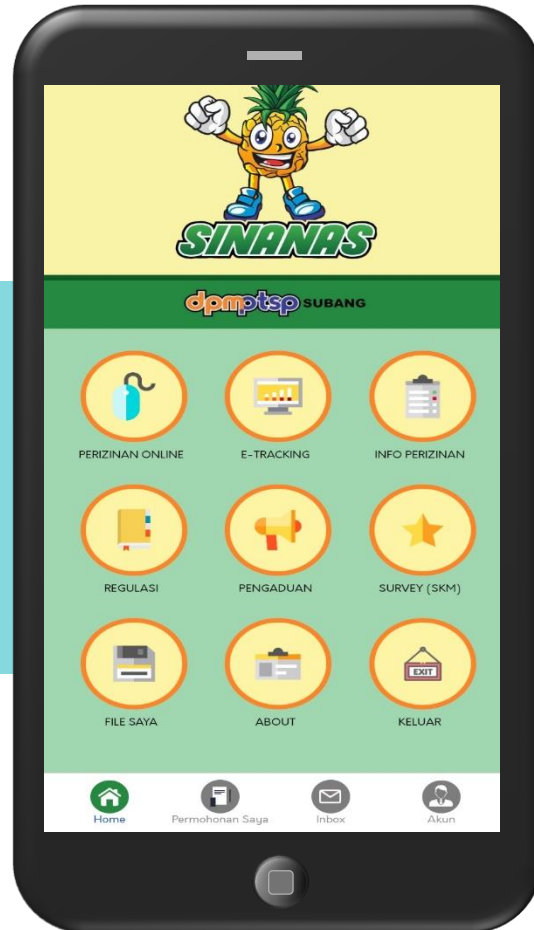 SINANAS
dpmptsp SUBANG
PERIZINAN ONLINE
E-TRACKING
INFO PERIZINAN
REGULASI
PENGADUAN
SURVEY (SKM)
FILE SAYA
ABOUT
EXIT
KELUAR
Home
Permohonan Saya
Inbox
Akun